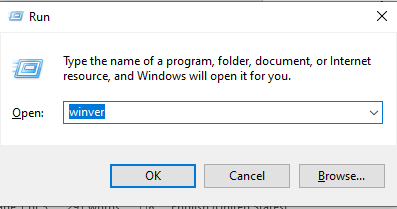 Run
Type the name of a program, folder, document, or Internet
resource, and Windows will open it for you.
Open: winver
OK Cancel Browse...